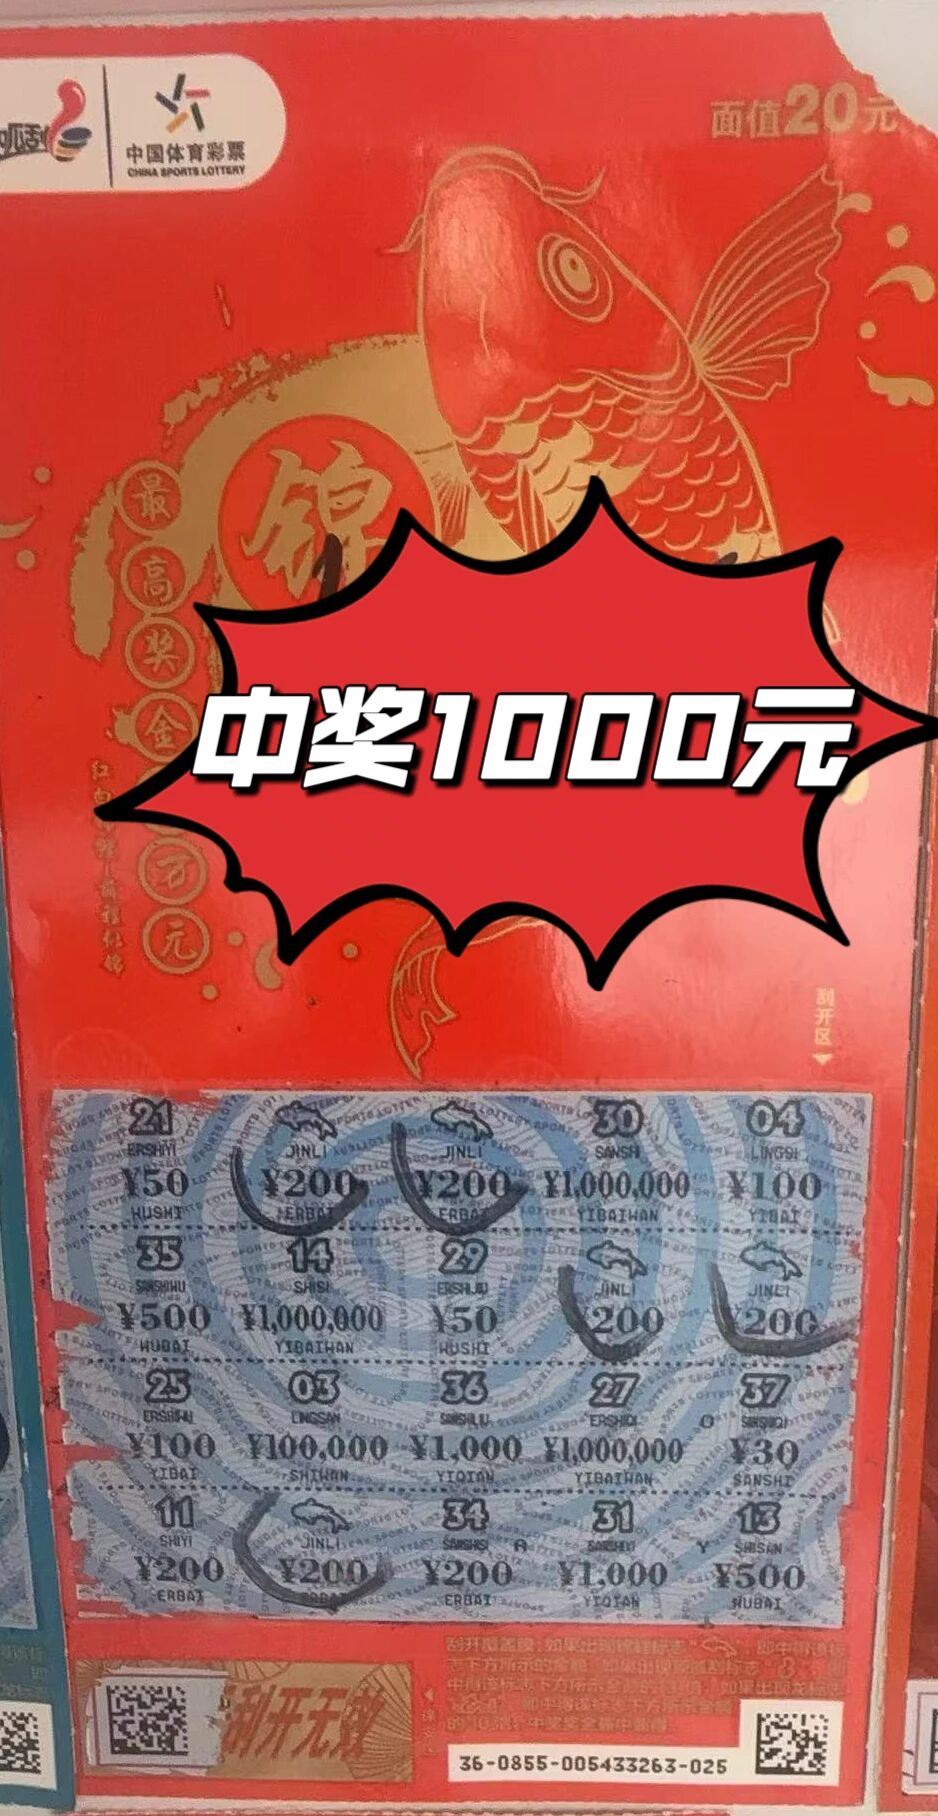 中国体育彩票
CHINA SPORTS LOTTERY
面值20元
锦
最高奖金
万元
中奖1000元
刮开区
21 30 04
ERSHIYI JINLI JINLI SANSHI LINGSI
¥50 ¥200 ¥200 ¥1,000,000 ¥100
WUSHI ERBAI ERBAI YIBAIWAN YIBAI
35 14 29
SANSHIWU SHISI ERSHIJIU JINLI JINLI
¥500 ¥1,000,000 ¥50 200 200
WUBAI YIBAIWAN WUSHI
25 03 36 27 37
ERSHIWU LINGSAN SANSHILIU ERSHIQI O SANSHIQI
¥100 ¥100,000 ¥1,000 ¥1,000,000 ¥30
YIBAI SHIWAN YIQIAN YIBAIWAN SANSHI
11 34 31 13
SHIYI JINLI SANSHISI A SANSHIYI Y SHISAN
¥200 ¥200 ¥200 ¥1,000 ¥500
ERBAI ERBAI YIQIAN WUBAI
刮开无效
36-0855-005433263-025